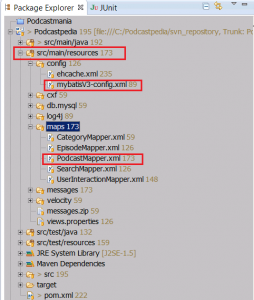 Package Explorer JUnit
Podcastmania
> Podcastpedia 195 [file:///C:/Podcastpedia/svn_repository, Trunk: P
> src/main/java 192
src/main/resources 173
config 126
ehcache.xml 235
mybatisV3-config.xml 89
cxf 59
db.mysql 59
log4j 89
maps 173
CategoryMapper.xml 59
EpisodeMapper.xml 126
PodcastMapper.xml 173
SearchMapper.xml 126
UserInteractionMapper.xml 148
messages 173
velocity 59
messages.zip 59
views.properties 126
src/test/java 132
src/test/resources 159
JRE System Library [J2SE-1.5]
Maven Dependencies
> src 195
target
pom.xml 222